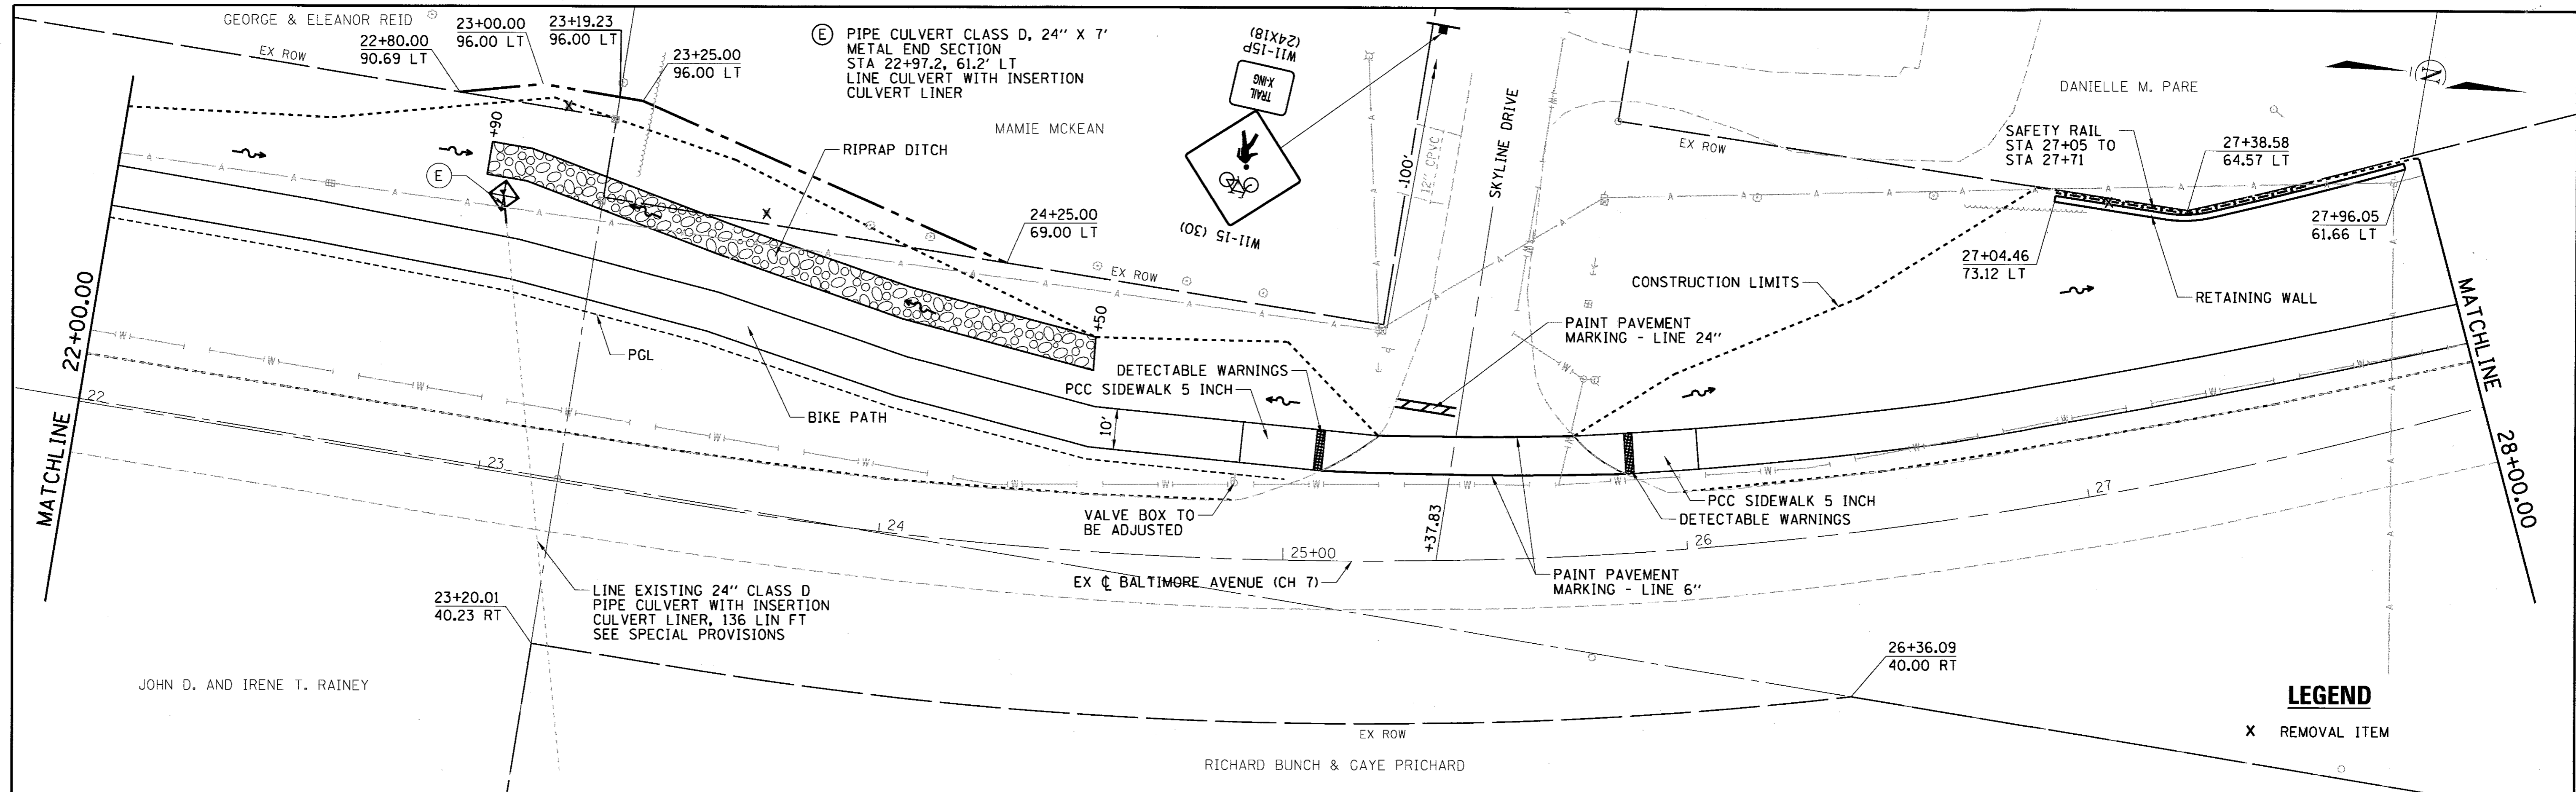 GEORGE & ELEANOR REID
EX ROW
22+80.00
90.69 LT
23+00.00
96.00 LT
23+19.23
96.00 LT
23+25.00
96.00 LT
E
PIPE CULVERT CLASS D, 24" X 7'
METAL END SECTION
STA 22+97.2, 61.2' LT
LINE CULVERT WITH INSERTION
CULVERT LINER
MAMIE MCKEAN
W11-15P
(24X18)
TRAIL
X-ING
W11-15 (30)
-100'
12" CPVC
SKYLINE DRIVE
EX ROW
DANIELLE M. PARE
N
SAFETY RAIL
STA 27+05 TO
STA 27+71
27+38.58
64.57 LT
27+96.05
61.66 LT
27+04.46
73.12 LT
RETAINING WALL
CONSTRUCTION LIMITS
+90
E
RIPRAP DITCH
24+25.00
69.00 LT
EX ROW
+50
PAINT PAVEMENT
MARKING - LINE 24"
MATCHLINE 22+00.00
PGL
BIKE PATH
DETECTABLE WARNINGS
PCC SIDEWALK 5 INCH
10'
VALVE BOX TO
BE ADJUSTED
+37.83
PCC SIDEWALK 5 INCH
DETECTABLE WARNINGS
MATCHLINE 28+00.00
22
23
24
25+00
26
27
EX ℄ BALTIMORE AVENUE (CH 7)
PAINT PAVEMENT
MARKING - LINE 6"
23+20.01
40.23 RT
LINE EXISTING 24" CLASS D
PIPE CULVERT WITH INSERTION
CULVERT LINER, 136 LIN FT
SEE SPECIAL PROVISIONS
26+36.09
40.00 RT
JOHN D. AND IRENE T. RAINEY
EX ROW
RICHARD BUNCH & GAYE PRICHARD
LEGEND
X REMOVAL ITEM